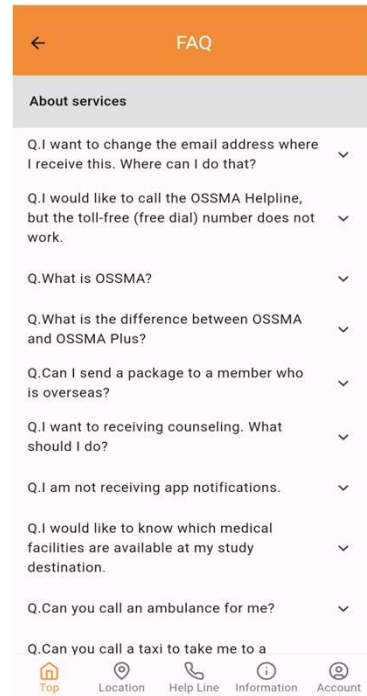 FAQ
About services
Q.I want to change the email address where
I receive this. Where can I do that?
Q.I would like to call the OSSMA Helpline,
but the toll-free (free dial) number does not
work.
Q.What is OSSMA?
Q.What is the difference between OSSMA
and OSSMA Plus?
Q.Can I send a package to a member who
is overseas?
Q.I want to receiving counseling. What
should I do?
Q.I am not receiving app notifications.
Q.I would like to know which medical
facilities are available at my study
destination.
Q.Can you call an ambulance for me?
Q.Can you call a taxi to take me to a
Top
Location
Help Line
Information
Account